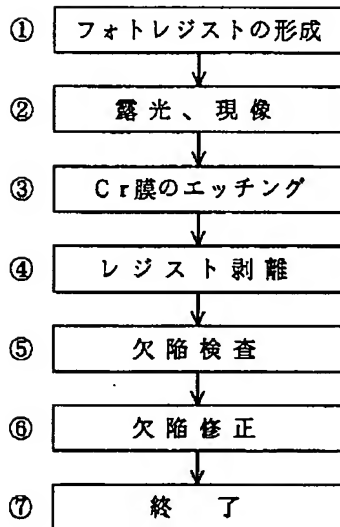 ① フォトレジストの形成
② 露光、現像
③ Cr膜のエッチング
④ レジスト剥離
⑤ 欠陥検査
⑥ 欠陥修正
⑦ 終了